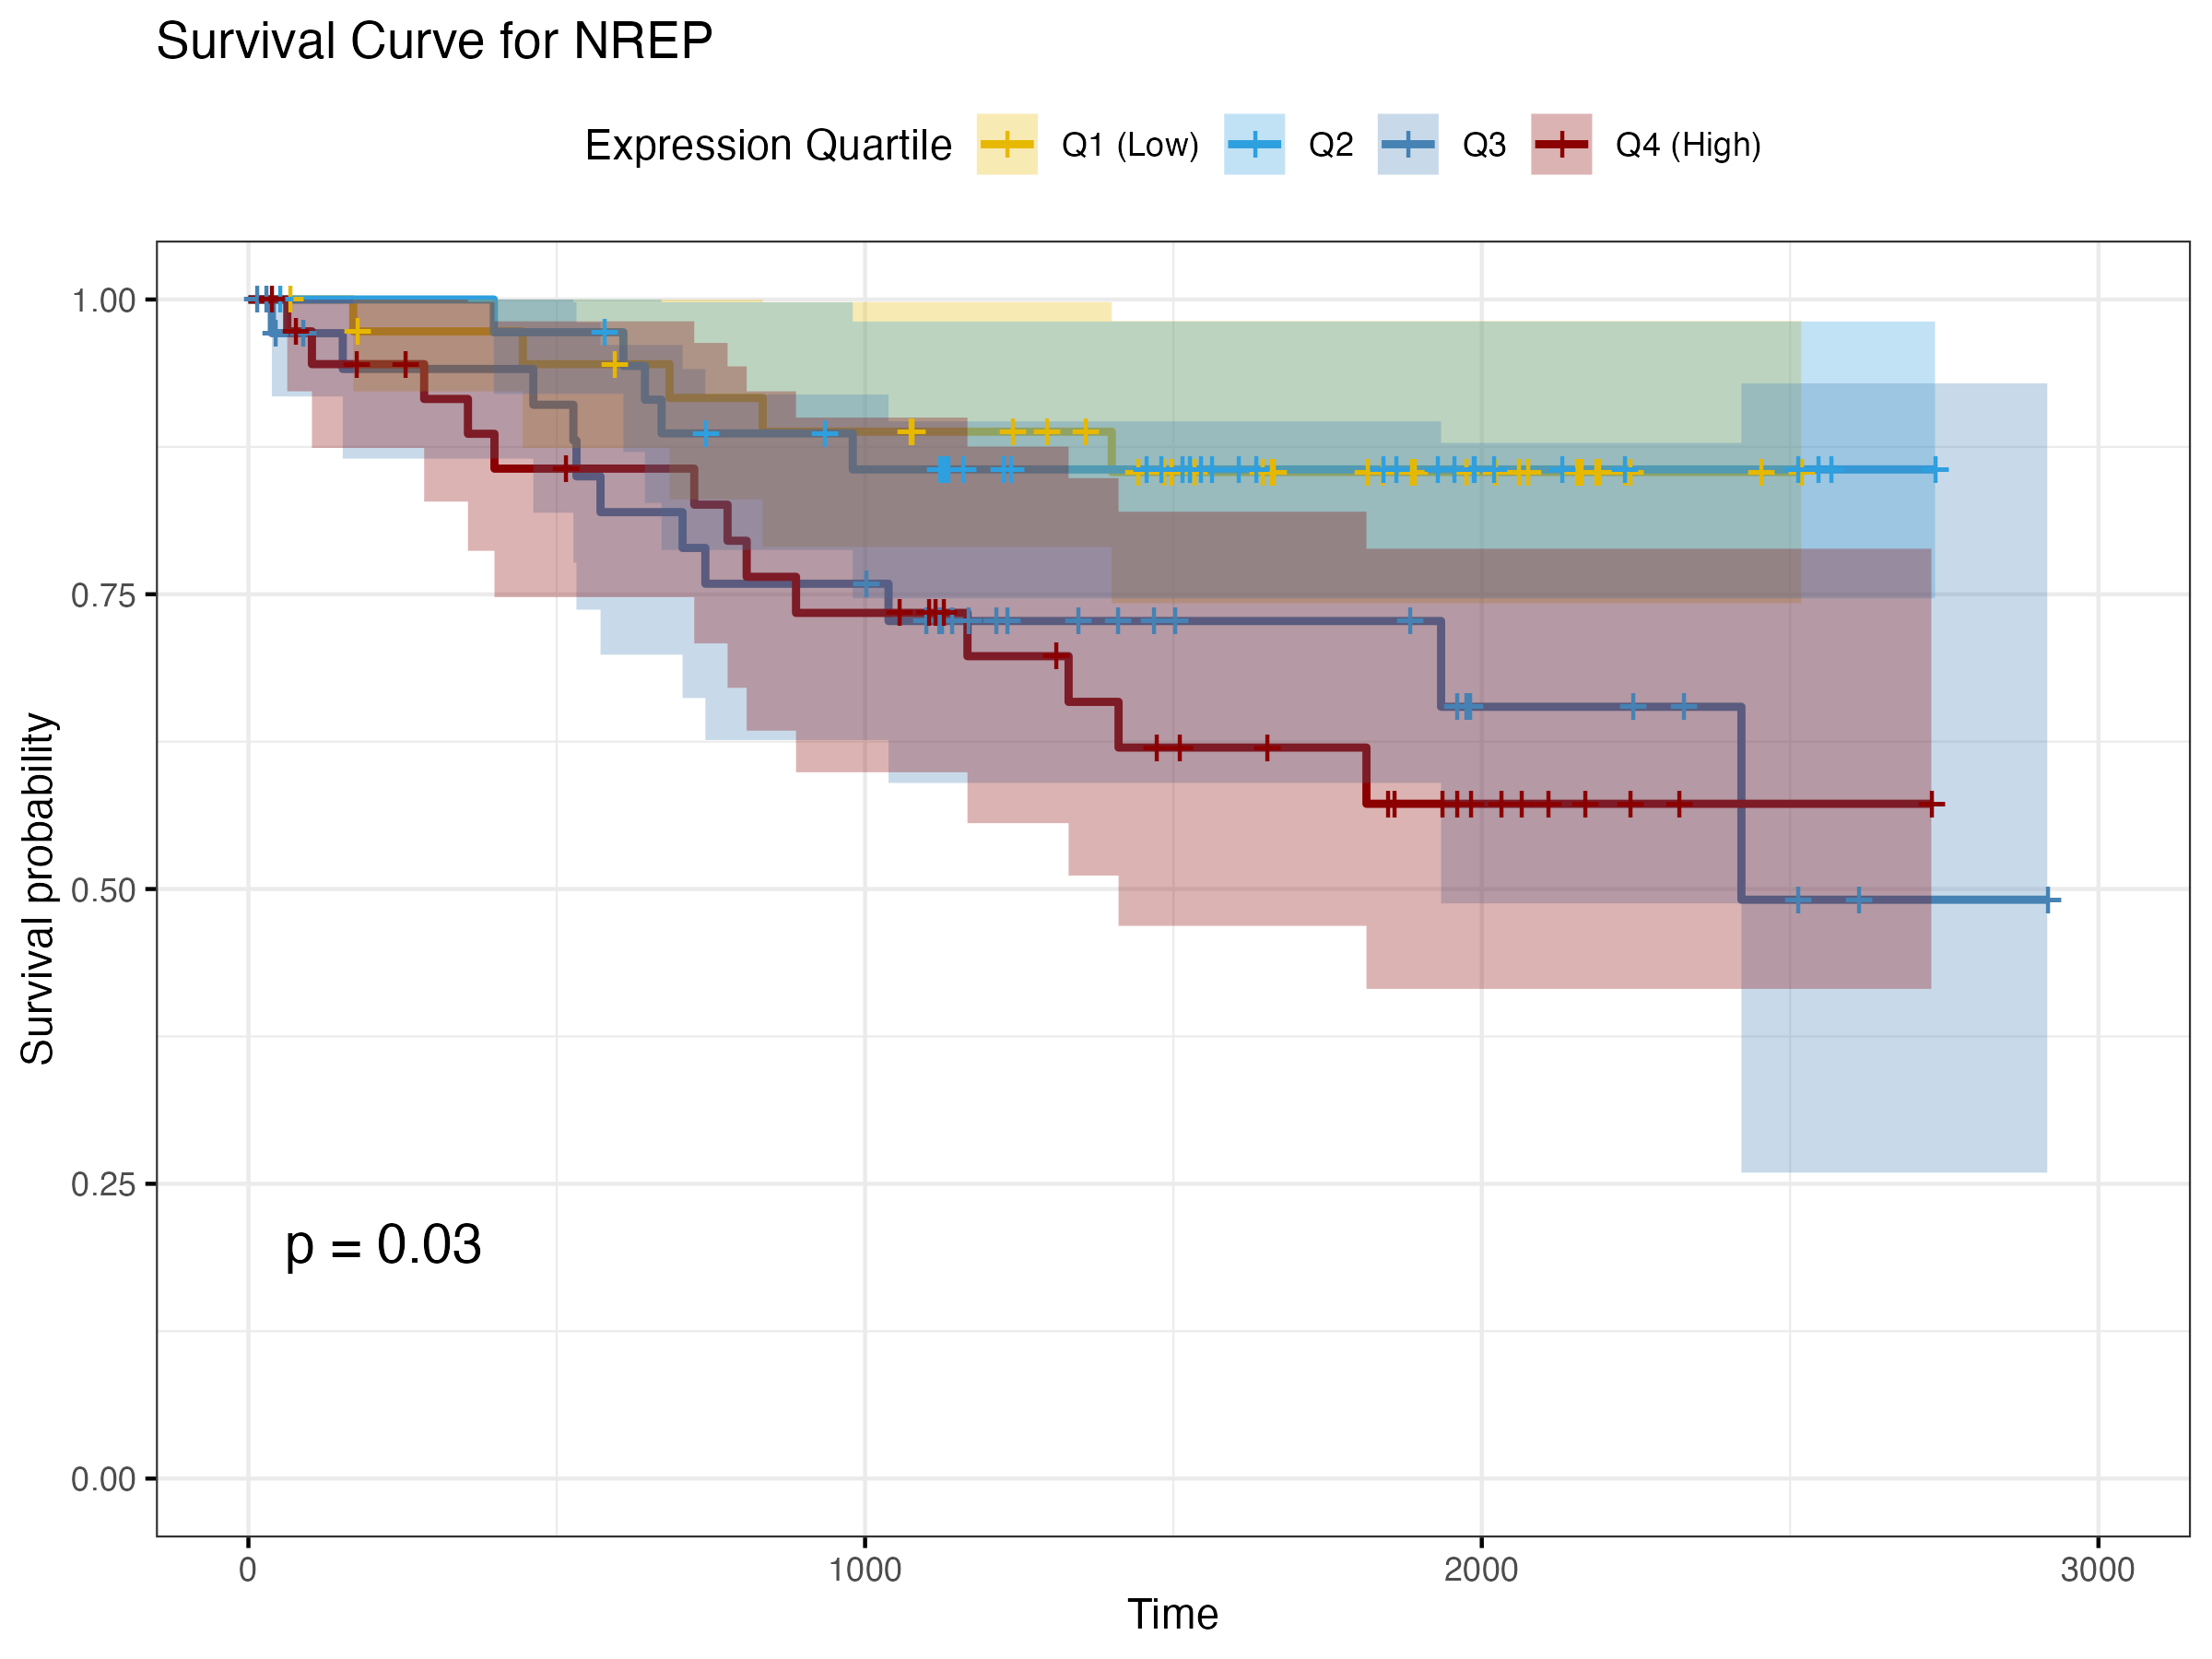 Survival Curve for NREP
Expression Quartile Q1 (Low) Q2 Q3 Q4 (High)
1.00
0.75
0.50
0.25
0.00
Survival probability
p = 0.03
0 1000 2000 3000
Time